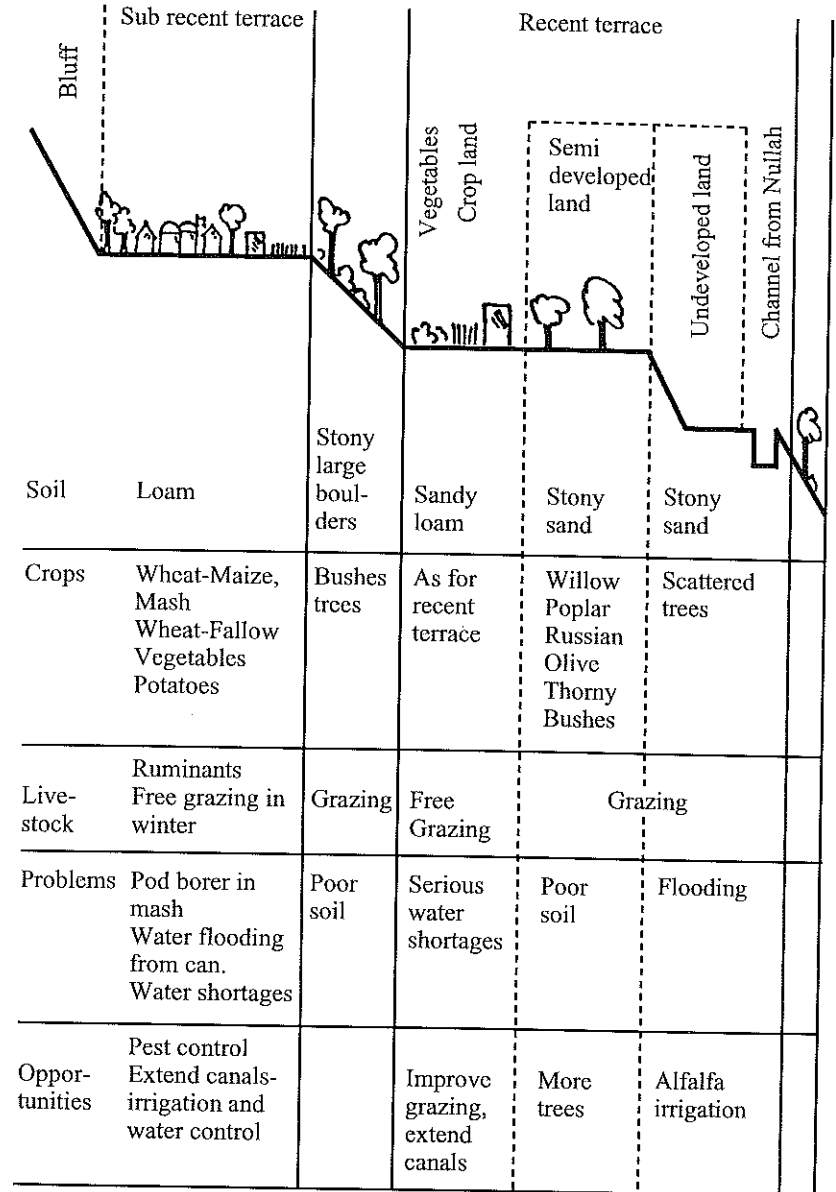 Sub recent terrace
Recent terrace
Bluff
Vegetables
Crop land
Semi
developed
land
Undeveloped land
Channel from Nullah
Soil
Loam
Stony
large
boul-
ders
Sandy
loam
Stony
sand
Stony
sand
Crops
Wheat-Maize,
Mash
Wheat-Fallow
Vegetables
Potatoes
Bushes
trees
As for
recent
terrace
Willow
Poplar
Russian
Olive
Thorny
Bushes
Scattered
trees
Live-
stock
Ruminants
Free grazing in
winter
Grazing
Free
Grazing
Grazing
Problems
Pod borer in
mash
Water flooding
from can.
Water shortages
Poor
soil
Serious
water
shortages
Poor
soil
Flooding
Oppor-
tunities
Pest control
Extend canals-
irrigation and
water control
Improve
grazing,
extend
canals
More
trees
Alfalfa
irrigation